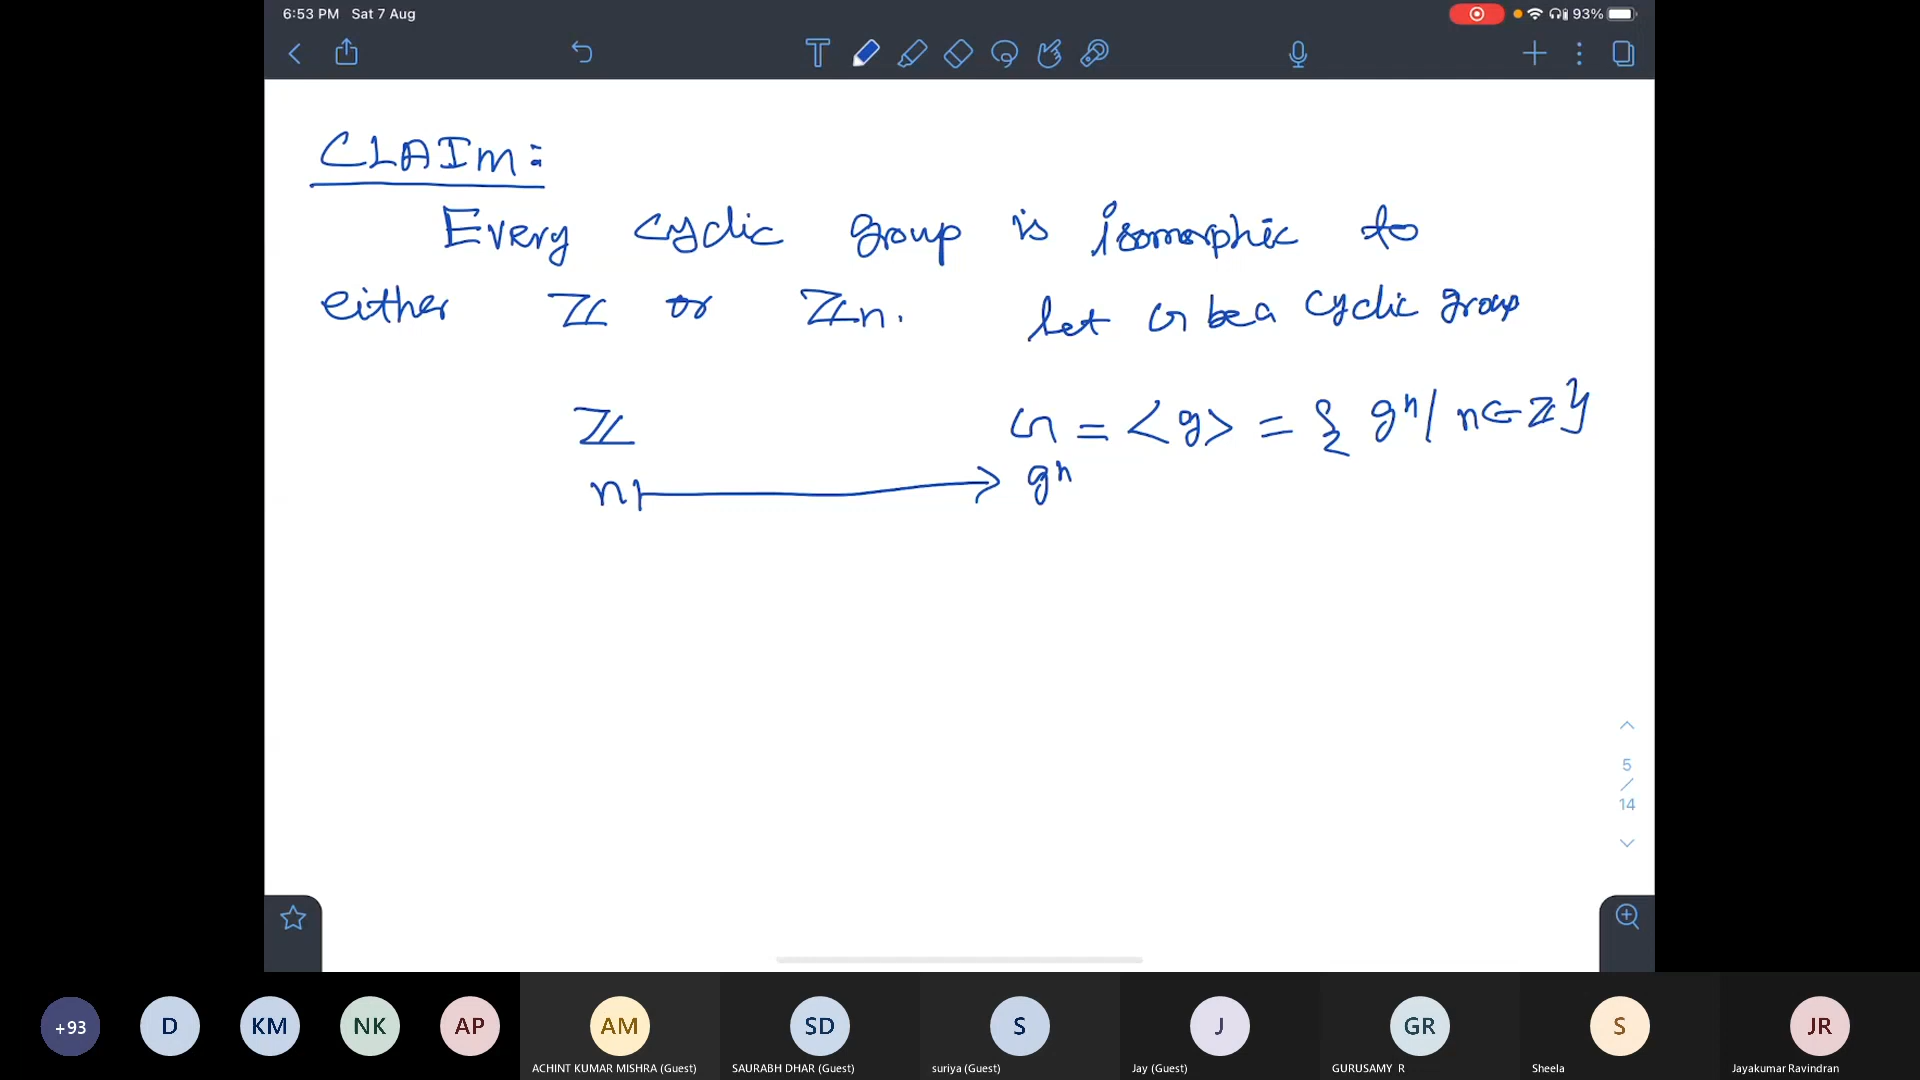 6:53 PM Sat 7 Aug
93%
CLAIM:
Every cyclic group is isomorphic to
either ℤ or ℤn. let G be a cyclic group
ℤ G = <g> = { gⁿ / n ∈ ℤ }
n ↦ gⁿ
5
/
14
+93 D KM NK AP AM SD S J GR S JR
ACHINT KUMAR MISHRA (Guest) SAURABH DHAR (Guest) suriya (Guest) Jay (Guest) GURUSAMY R Sheela Jayakumar Ravindran